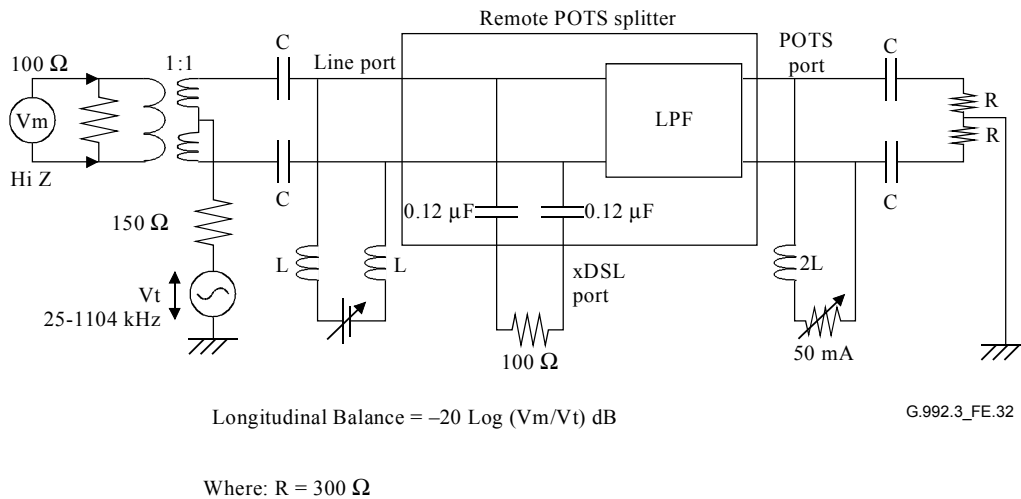 Remote POTS splitter
100 Ω
1:1
C
Line port
POTS
port
C
Vm
LPF
R
R
Hi Z
C
C
150 Ω
0.12 µF
0.12 µF
L
L
2L
xDSL
port
Vt
25-1104 kHz
100 Ω
50 mA
Longitudinal Balance = –20 Log (Vm/Vt) dB
G.992.3_FE.32
Where: R = 300 Ω